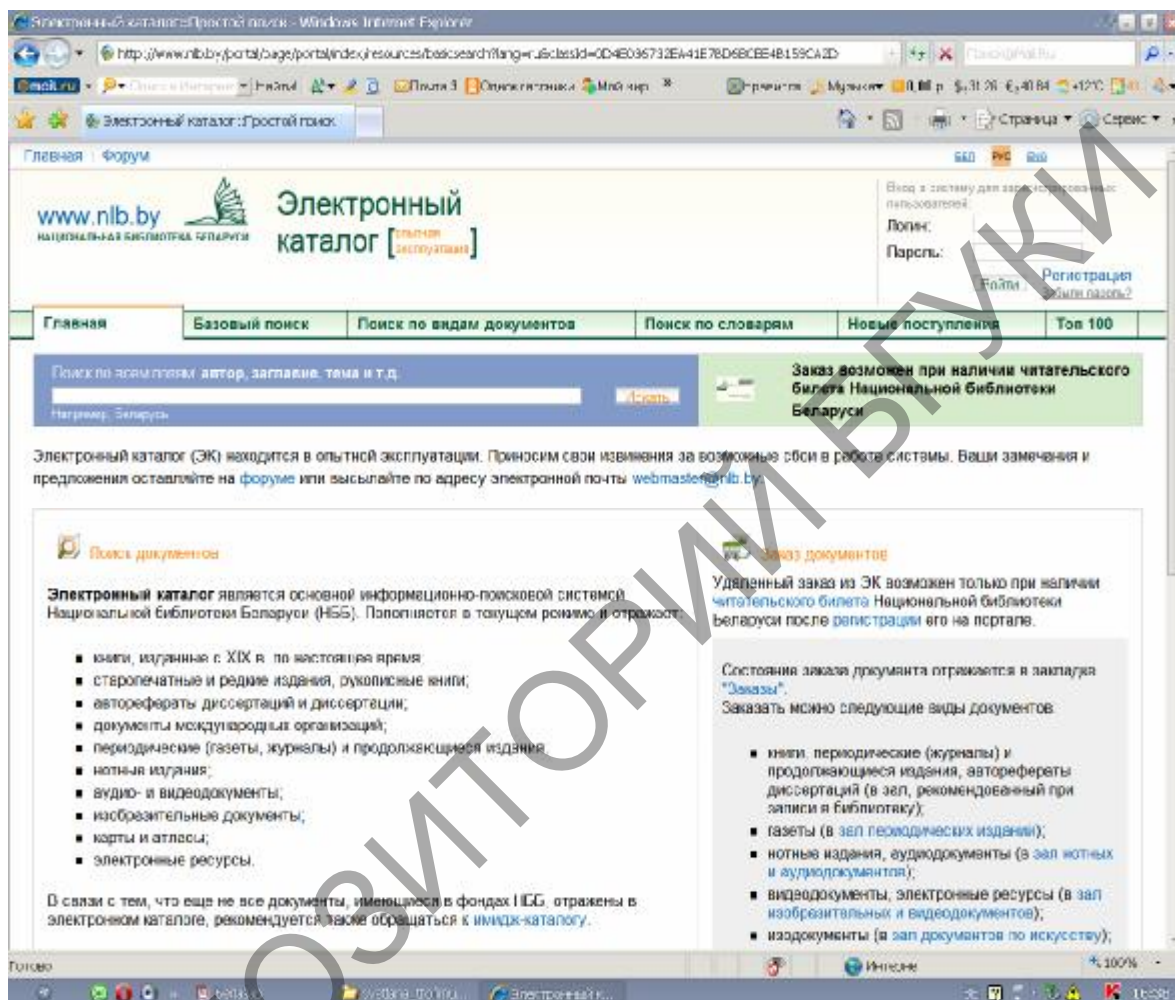 Электронный каталог::Простой поиск - Windows Internet Explorer
Электронный каталог::Простой поиск
Страница
Сервис
Главная Форум
БЕЛ РУС ENG
www.nlb.by
НАЦИОНАЛЬНАЯ БИБЛИОТЕКА БЕЛАРУСИ
Электронный
каталог [опытная эксплуатация]
Вход в систему для зарегистрированных
пользователей
Логин:
Пароль:
Войти
Регистрация
Забыли пароль?
Главная Базовый поиск Поиск по видам документов Поиск по словарям Новые поступления Топ 100
Поиск по всем полям: автор, заглавие, тема и т.д.
Искать
Например, Беларусь
Заказ возможен при наличии читательского
билета Национальной библиотеки
Беларуси
Электронный каталог (ЭК) находится в опытной эксплуатации. Приносим свои извинения за возможные сбои в работе системы. Ваши замечания и
предложения оставляйте на форуме или высылайте по адресу электронной почты webmaster@nlb.by.
Поиск документов
Электронный каталог является основной информационно-поисковой системой
Национальной библиотеки Беларуси (НББ). Пополняется в текущем режиме и отражает:
книги, изданные с XIX в. по настоящее время;
старопечатные и редкие издания, рукописные книги;
авторефераты диссертаций и диссертации;
документы международных организаций;
периодические (газеты, журналы) и продолжающиеся издания;
нотные издания;
аудио- и видеодокументы;
изобразительные документы;
карты и атласы;
электронные ресурсы.
В связи с тем, что еще не все документы, имеющиеся в фондах НББ, отражены в
электронном каталоге, рекомендуется также обращаться к имидж-каталогу.
Заказ документов
Удаленный заказ из ЭК возможен только при наличии
читательского билета Национальной библиотеки
Беларуси после регистрации его на портале.
Состояние заказа документа отражается в закладке
"Заказы".
Заказать можно следующие виды документов
книги, периодические (журналы) и
продолжающиеся издания, авторефераты
диссертаций (в зал, рекомендованный при
записи в библиотеку);
газеты (в зал периодических изданий);
нотные издания, аудиодокументы (в зал нотных
и аудиодокументов);
видеодокументы, электронные ресурсы (в зал
изобразительных и видеодокументов);
изодокументы (в зал документов по искусству);
Готово
Интернет
100%
РЕПОЗИТОРИЙ БГУКИ